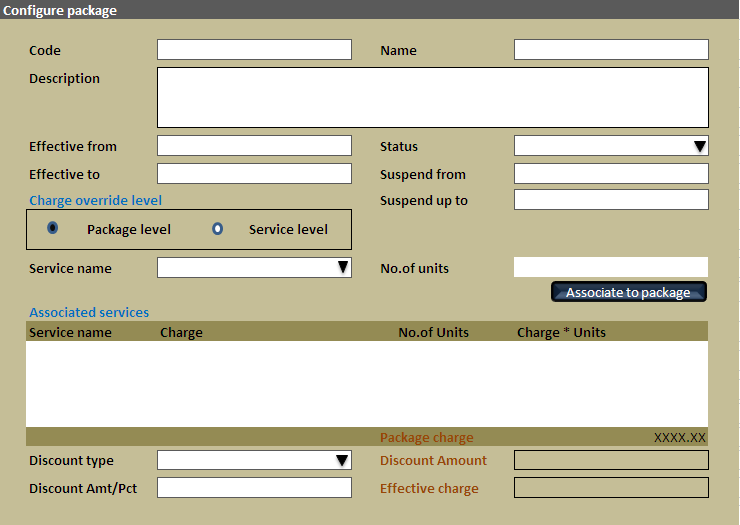 Configure package
Code Name
Description
Effective from Status
Effective to Suspend from
Charge override level Suspend up to
Package level Service level
Service name No.of units
Associate to package
Associated services
Service name Charge No.of Units Charge * Units
Package charge XXXX.XX
Discount type Discount Amount
Discount Amt/Pct Effective charge